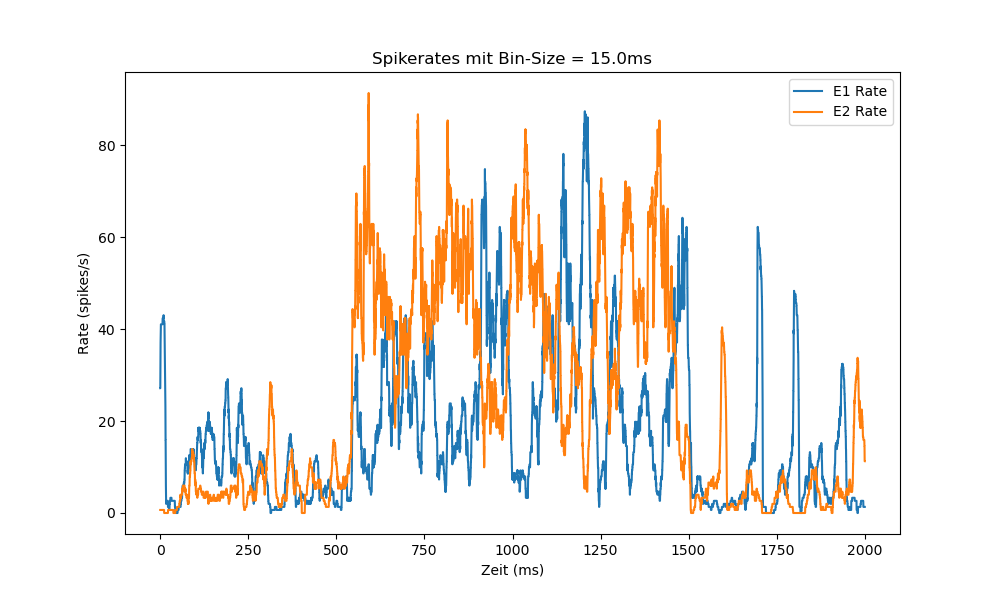 Spikerates mit Bin-Size = 15.0ms
E1 Rate
E2 Rate
Rate (spikes/s)
80
60
40
20
0
0 250 500 750 1000 1250 1500 1750 2000
Zeit (ms)